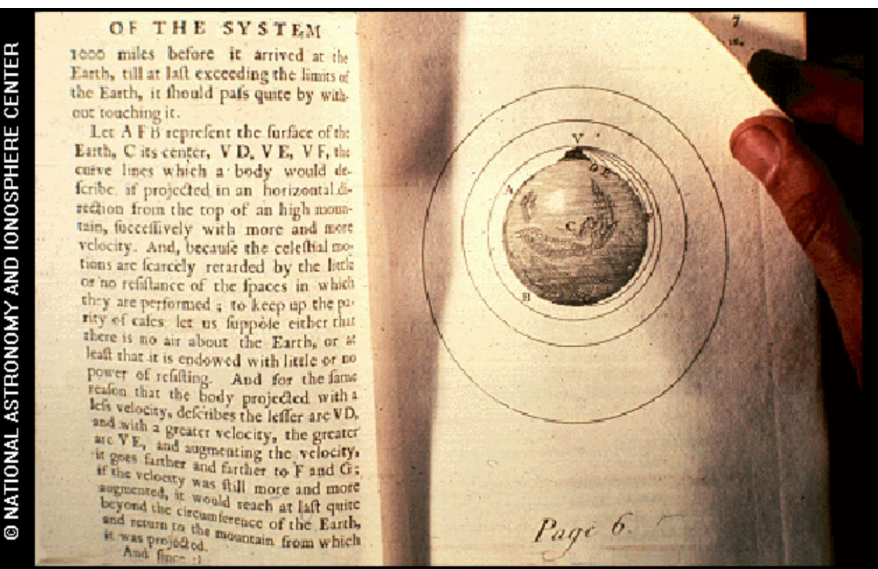 © NATIONAL ASTRONOMY AND IONOSPHERE CENTER
OF THE SYSTEM
1000 miles before it arrived at the
Earth, till at laſt exceeding the limits of
the Earth, it ſhould paſs quite by with-
out touching it.
Let A F B repreſent the ſurface of the
Earth, C its center, V D, V E, V F, the
curve lines which a body would de-
ſcribe, if projected in an horizontal di-
rection from the top of an high moun-
tain, ſucceſſively with more and more
velocity. And, becauſe the celeſtial mo-
tions are ſcarcely retarded by the little
or no reſiſtance of the ſpaces in which
they are performed ; to keep up the pa-
rity of caſes let us ſuppoſe either that
there is no air about the Earth, or at
leaſt that it is endowed with little or no
power of reſiſting. And for the ſame
reaſon that the body projected with a
leſs velocity, deſcribes the leſſer arc VD,
and with a greater velocity, the greater
arc V E, and augmenting the velocity,
it goes farther and farther to F and G ;
if the velocity was ſtill more and more
augmented, it would reach at laſt quite
beyond the circumference of the Earth,
and return to the mountain from which
it was projected.
And ſince
7
V
A
D E
C
B
Page 6.